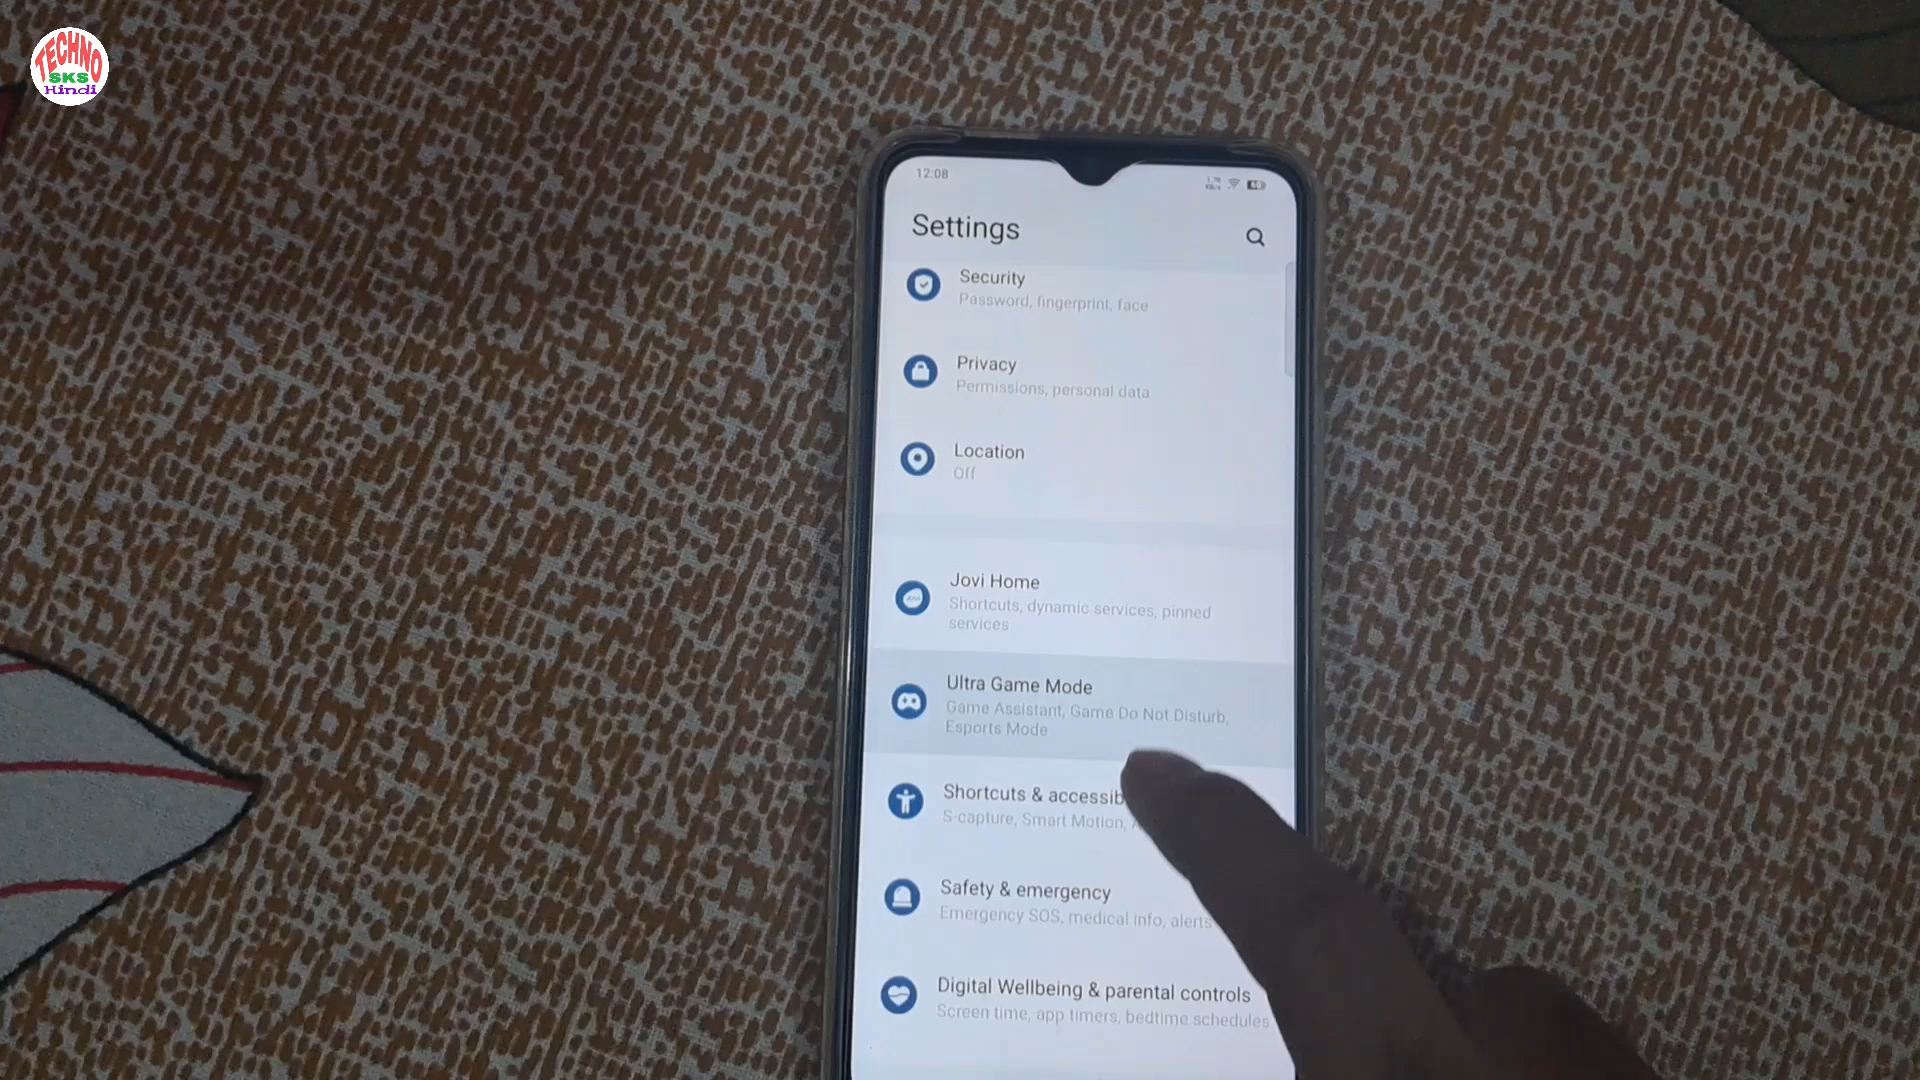 TECHNO
SKS
Hindi
12:08
Settings
Security
Password, fingerprint, face
Privacy
Permissions, personal data
Location
Off
Jovi Home
Shortcuts, dynamic services, pinned
services
Ultra Game Mode
Game Assistant, Game Do Not Disturb,
Esports Mode
Shortcuts & accessib
S-capture, Smart Motion,
Safety & emergency
Emergency SOS, medical info, alerts
Digital Wellbeing & parental controls
Screen time, app timers, bedtime schedules